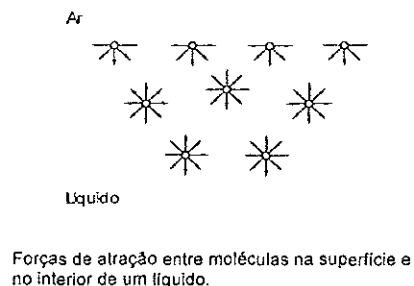 Ar
Líquido
Forças de atração entre moléculas na superfície e
no interior de um líquido.